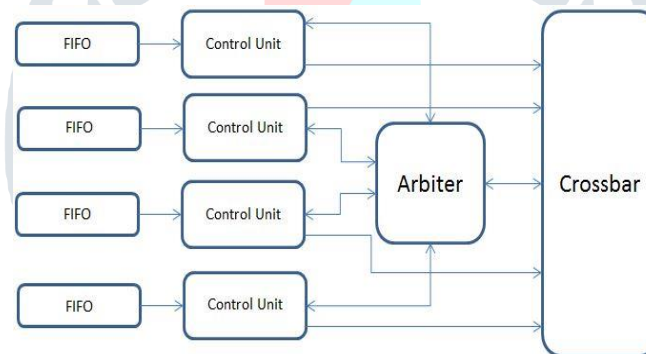 FIFO
Control Unit
FIFO
Control Unit
Arbiter
Crossbar
FIFO
Control Unit
FIFO
Control Unit